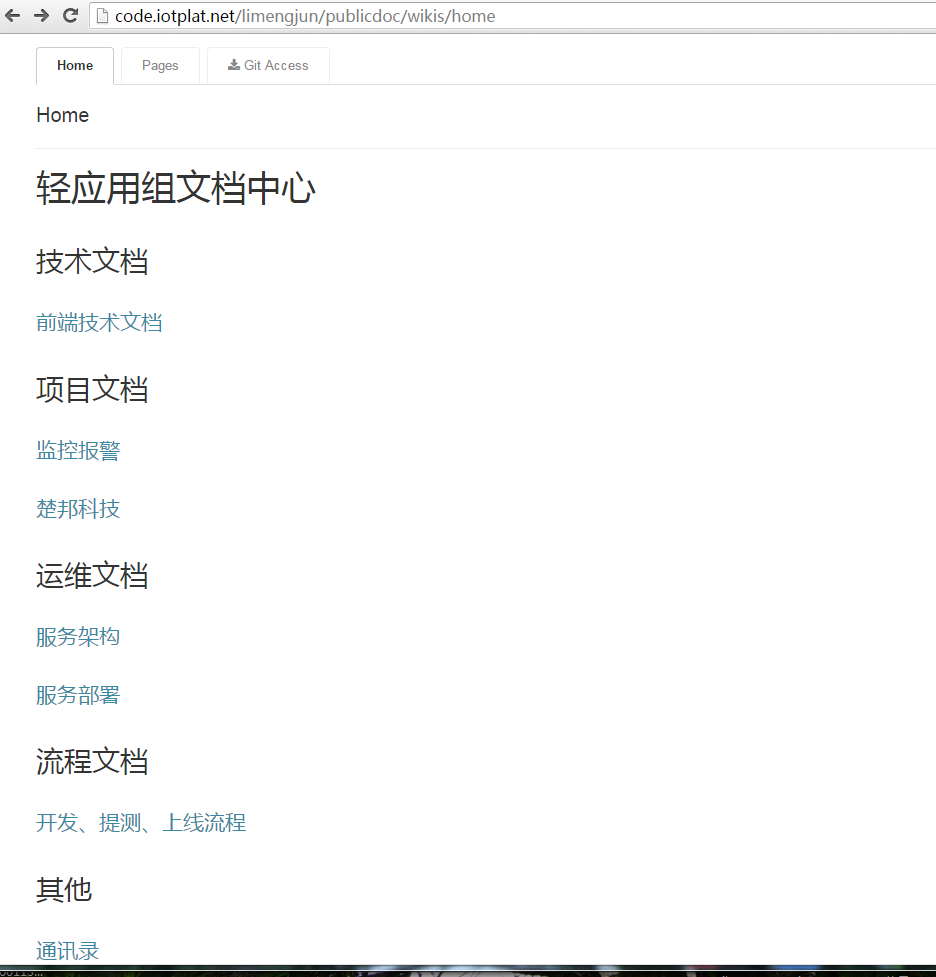 code.iotplat.net/limengjun/publicdoc/wikis/home
Home Pages Git Access
Home
轻应用组文档中心
技术文档
前端技术文档
项目文档
监控报警
楚邦科技
运维文档
服务架构
服务部署
流程文档
开发、提测、上线流程
其他
通讯录